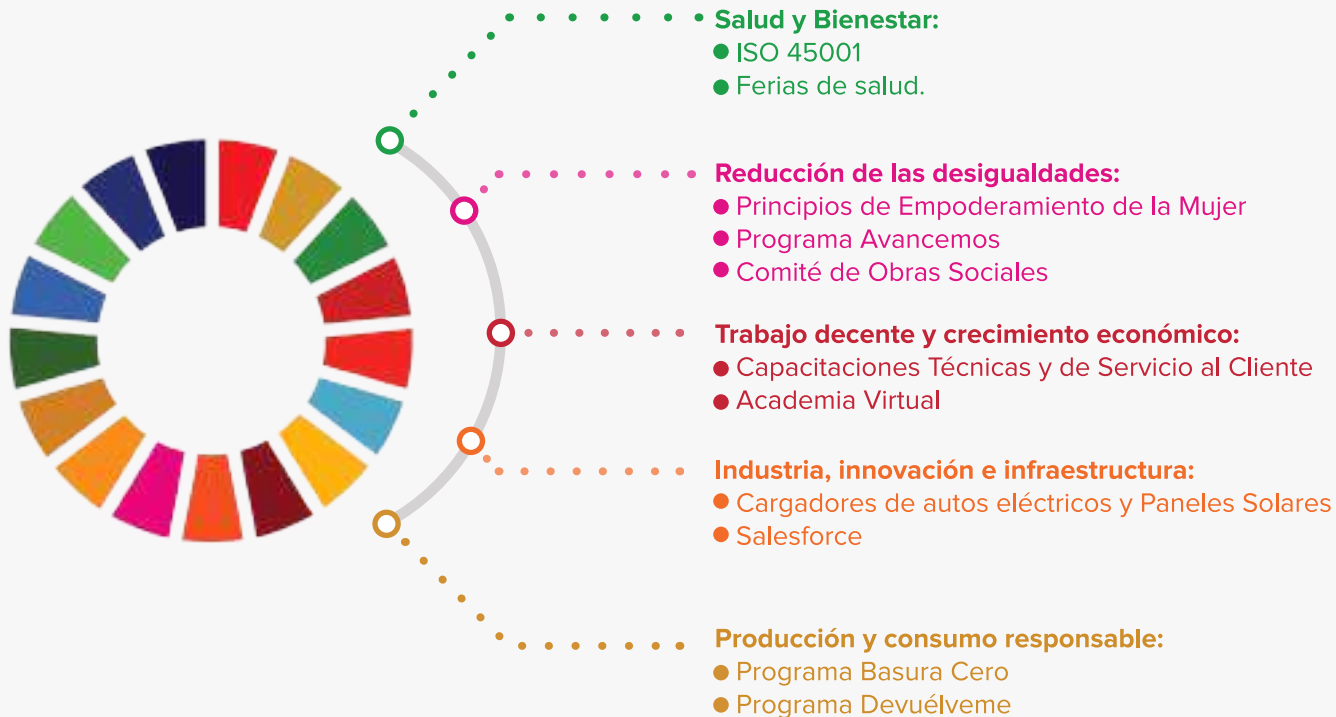 Salud y Bienestar:
ISO 45001
Ferias de salud.
Reducción de las desigualdades:
Principios de Empoderamiento de la Mujer
Programa Avancemos
Comité de Obras Sociales
Trabajo decente y crecimiento económico:
Capacitaciones Técnicas y de Servicio al Cliente
Academia Virtual
Industria, innovación e infraestructura:
Cargadores de autos eléctricos y Paneles Solares
Salesforce
Producción y consumo responsable:
Programa Basura Cero
Programa Devuélveme